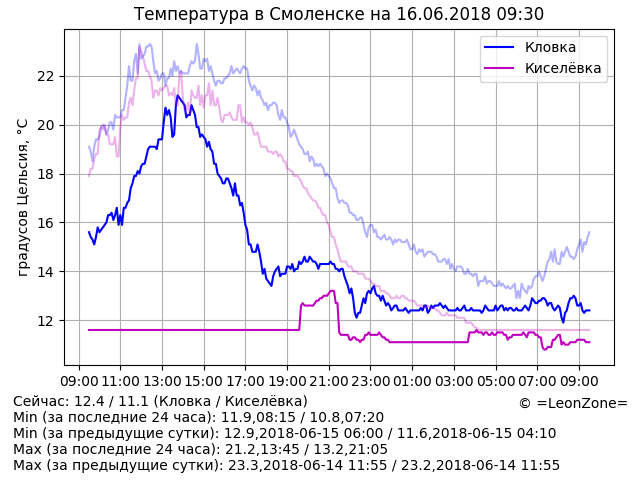 Температура в Смоленске на 16.06.2018 09:30
градусов Цельсия, °C
22
20
18
16
14
12
Кловка
Киселёвка
09:00 11:00 13:00 15:00 17:00 19:00 21:00 23:00 01:00 03:00 05:00 07:00 09:00
Сейчас: 12.4 / 11.1 (Кловка / Киселёвка)
© =LeonZone=
Min (за последние 24 часа): 11.9,08:15 / 10.8,07:20
Min (за предыдущие сутки): 12.9,2018-06-15 06:00 / 11.6,2018-06-15 04:10
Max (за последние 24 часа): 21.2,13:45 / 13.2,21:05
Max (за предыдущие сутки): 23.3,2018-06-14 11:55 / 23.2,2018-06-14 11:55